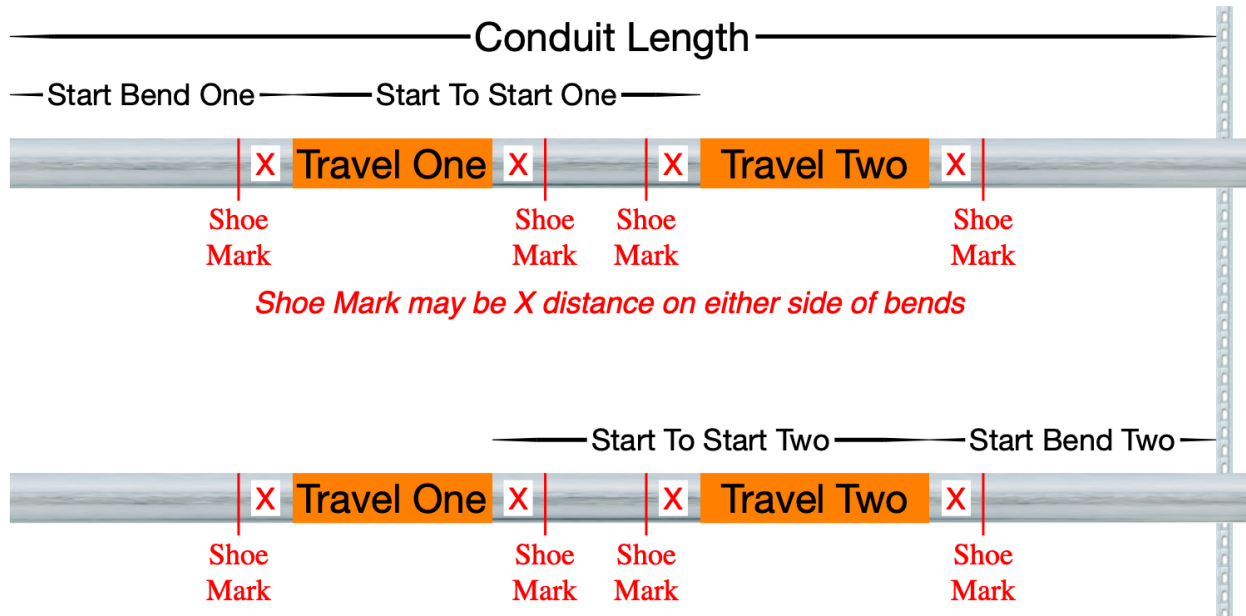 Conduit Length
Start Bend One Start To Start One
X Travel One X X Travel Two X
Shoe Mark Shoe Mark Shoe Mark Shoe Mark
Shoe Mark may be X distance on either side of bends
Start To Start Two Start Bend Two
X Travel One X X Travel Two X
Shoe Mark Shoe Mark Shoe Mark Shoe Mark